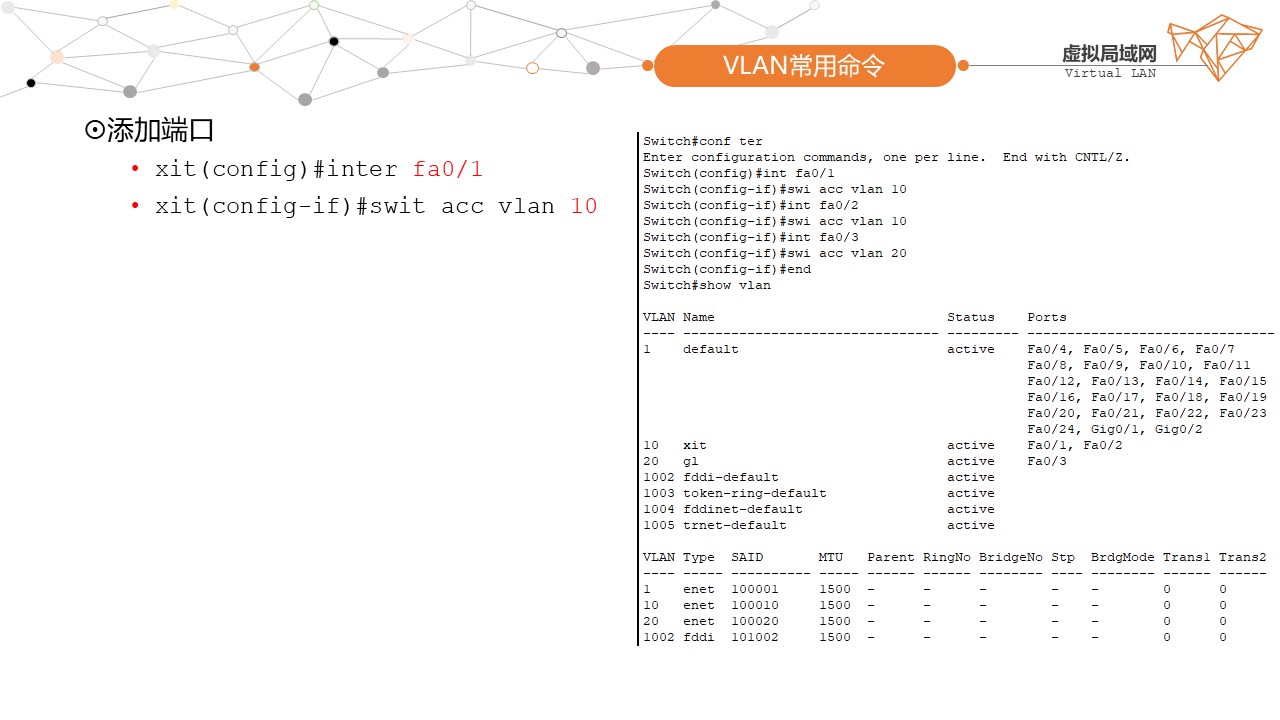 VLAN常用命令
虚拟局域网
Virtual LAN
⊙添加端口
• xit(config)#inter fa0/1
• xit(config-if)#swit acc vlan 10
Switch#conf ter
Enter configuration commands, one per line.  End with CNTL/Z.
Switch(config)#int fa0/1
Switch(config-if)#swi acc vlan 10
Switch(config-if)#int fa0/2
Switch(config-if)#swi acc vlan 10
Switch(config-if)#int fa0/3
Switch(config-if)#swi acc vlan 20
Switch(config-if)#end
Switch#show vlan
VLAN Name                             Status    Ports
---- -------------------------------- --------- -------------------------------
1    default                          active    Fa0/4, Fa0/5, Fa0/6, Fa0/7
                                                Fa0/8, Fa0/9, Fa0/10, Fa0/11
                                                Fa0/12, Fa0/13, Fa0/14, Fa0/15
                                                Fa0/16, Fa0/17, Fa0/18, Fa0/19
                                                Fa0/20, Fa0/21, Fa0/22, Fa0/23
                                                Fa0/24, Gig0/1, Gig0/2
10   xit                              active    Fa0/1, Fa0/2
20   gl                               active    Fa0/3
1002 fddi-default                     active
1003 token-ring-default               active
1004 fddinet-default                  active
1005 trnet-default                    active
VLAN Type  SAID       MTU   Parent RingNo BridgeNo Stp  BrdgMode Trans1 Trans2
---- ----- ---------- ----- ------ ------ -------- ---- -------- ------ ------
1    enet  100001     1500  -      -      -        -    -        0      0
10   enet  100010     1500  -      -      -        -    -        0      0
20   enet  100020     1500  -      -      -        -    -        0      0
1002 fddi  101002     1500  -      -      -        -    -        0      0